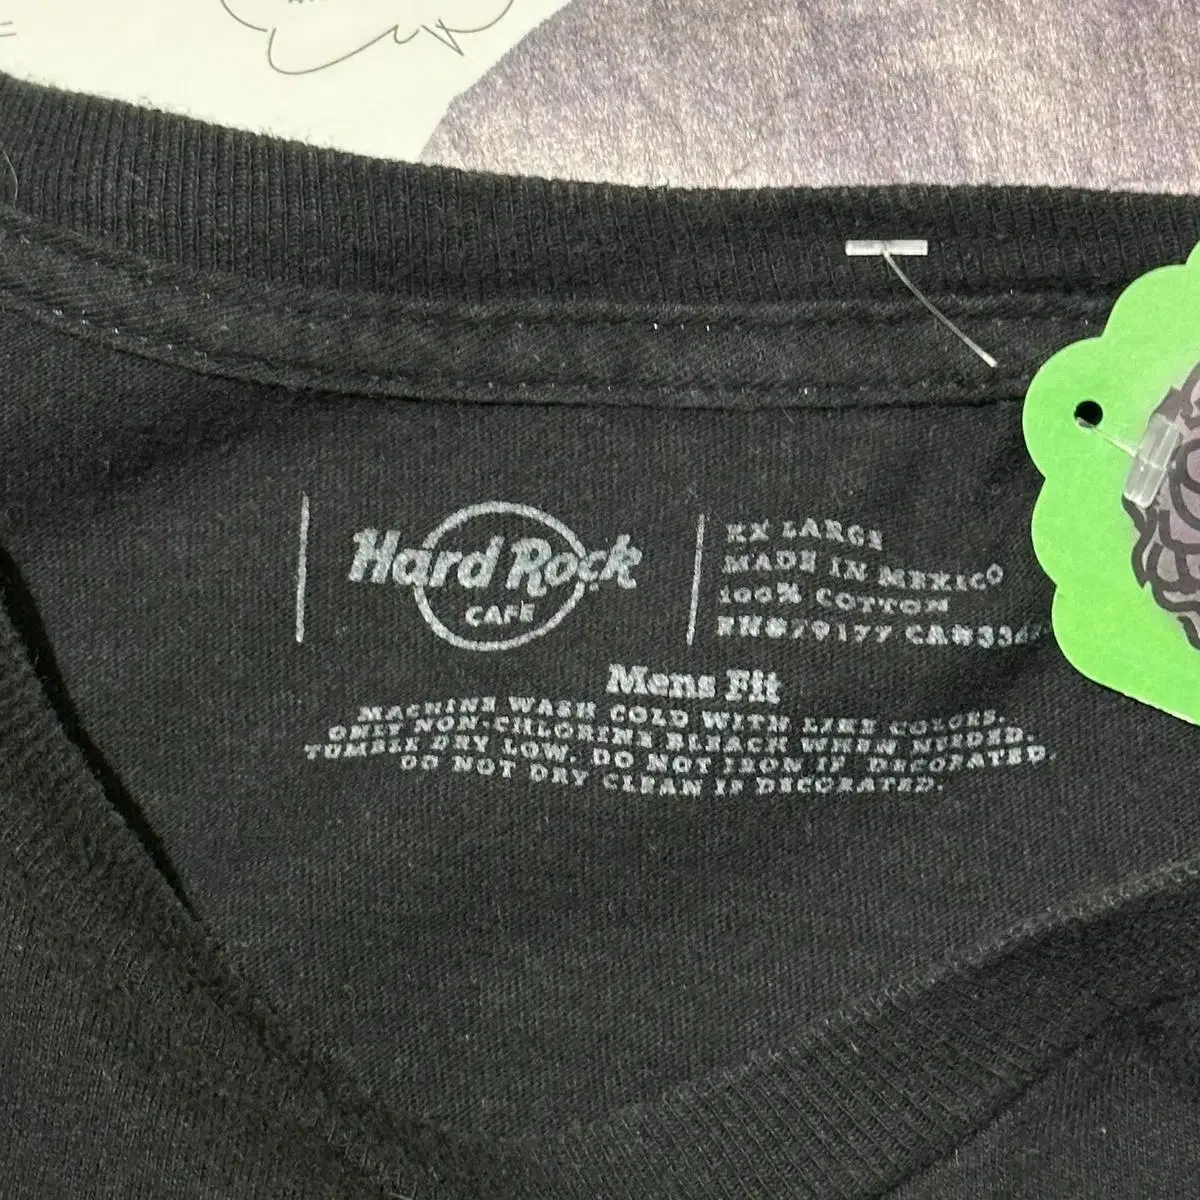 Hard Rock
CAFE
XX LARGE
MADE IN MEXICO
100% COTTON
RN#79177 CA#
Mens Fit
MACHINE WASH COLD WITH LIKE COLORS.
ONLY NON-CHLORINE BLEACH WHEN NEEDED.
TUMBLE DRY LOW. DO NOT IRON IF DECORATED.
DO NOT DRY CLEAN IF DECORATED.